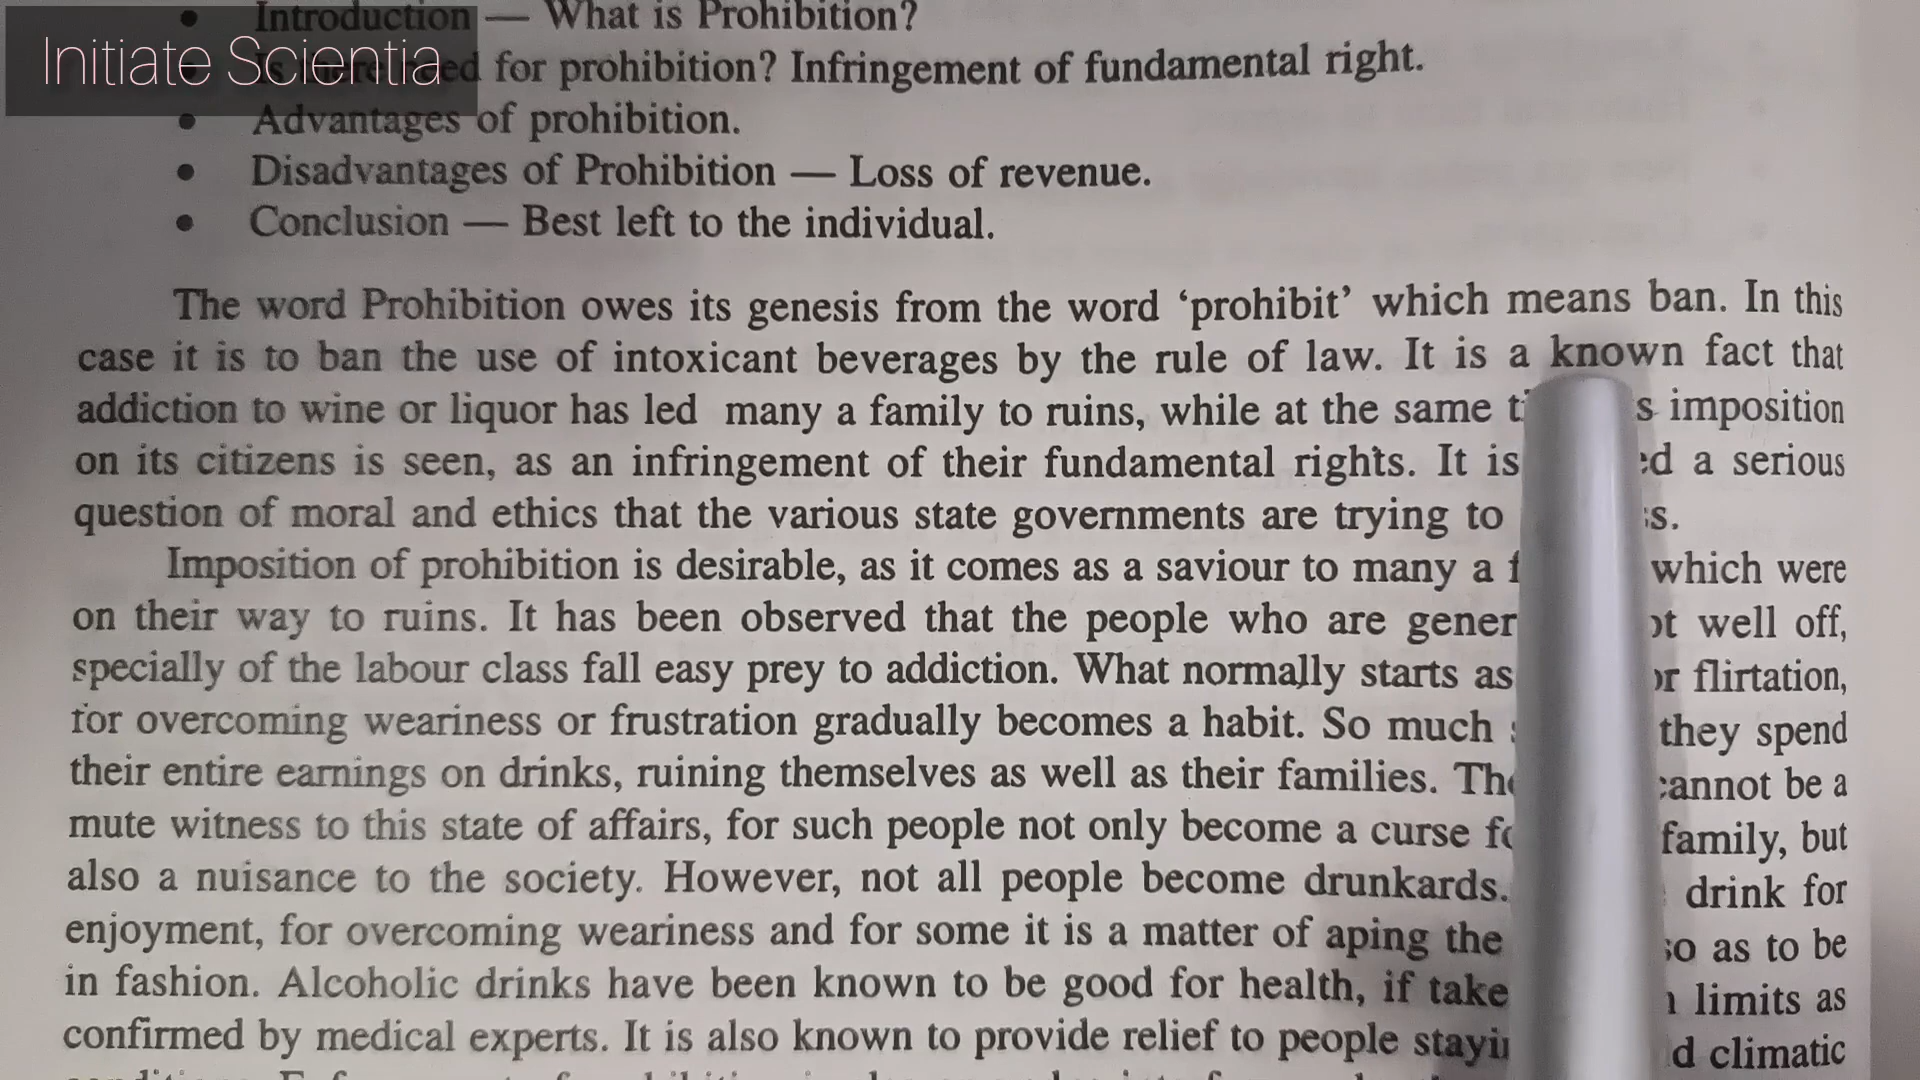 Introduction — What is Prohibition?
Initiate Scientia
Is there need for prohibition? Infringement of fundamental right.
Advantages of prohibition.
Disadvantages of Prohibition — Loss of revenue.
Conclusion — Best left to the individual.
The word Prohibition owes its genesis from the word ‘prohibit’ which means ban. In this
case it is to ban the use of intoxicant beverages by the rule of law. It is a known fact that
addiction to wine or liquor has led many a family to ruins, while at the same imposition
on its citizens is seen, as an infringement of their fundamental rights. It is a serious
question of moral and ethics that the various state governments are trying to
Imposition of prohibition is desirable, as it comes as a saviour to many a which were
on their way to ruins. It has been observed that the people who are well off,
specially of the labour class fall easy prey to addiction. What normally starts as flirtation,
for overcoming weariness or frustration gradually becomes a habit. So much they spend
their entire earnings on drinks, ruining themselves as well as their families. cannot be a
mute witness to this state of affairs, for such people not only become a curse family, but
also a nuisance to the society. However, not all people become drunkards. drink for
enjoyment, for overcoming weariness and for some it is a matter of aping the so as to be
in fashion. Alcoholic drinks have been known to be good for health, if limits as
confirmed by medical experts. It is also known to provide relief to people climatic